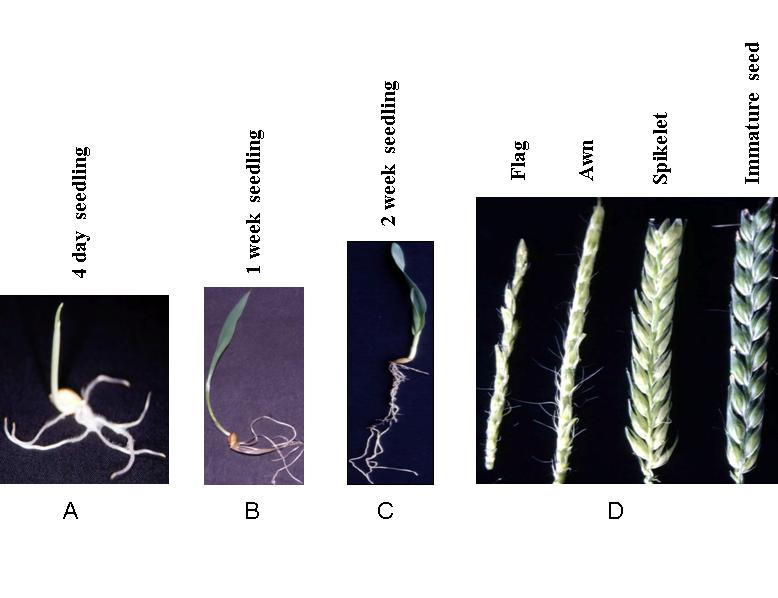 4 day seedling
1 week seedling
2 week seedling
Flag
Awn
Spikelet
Immature seed
A
B
C
D